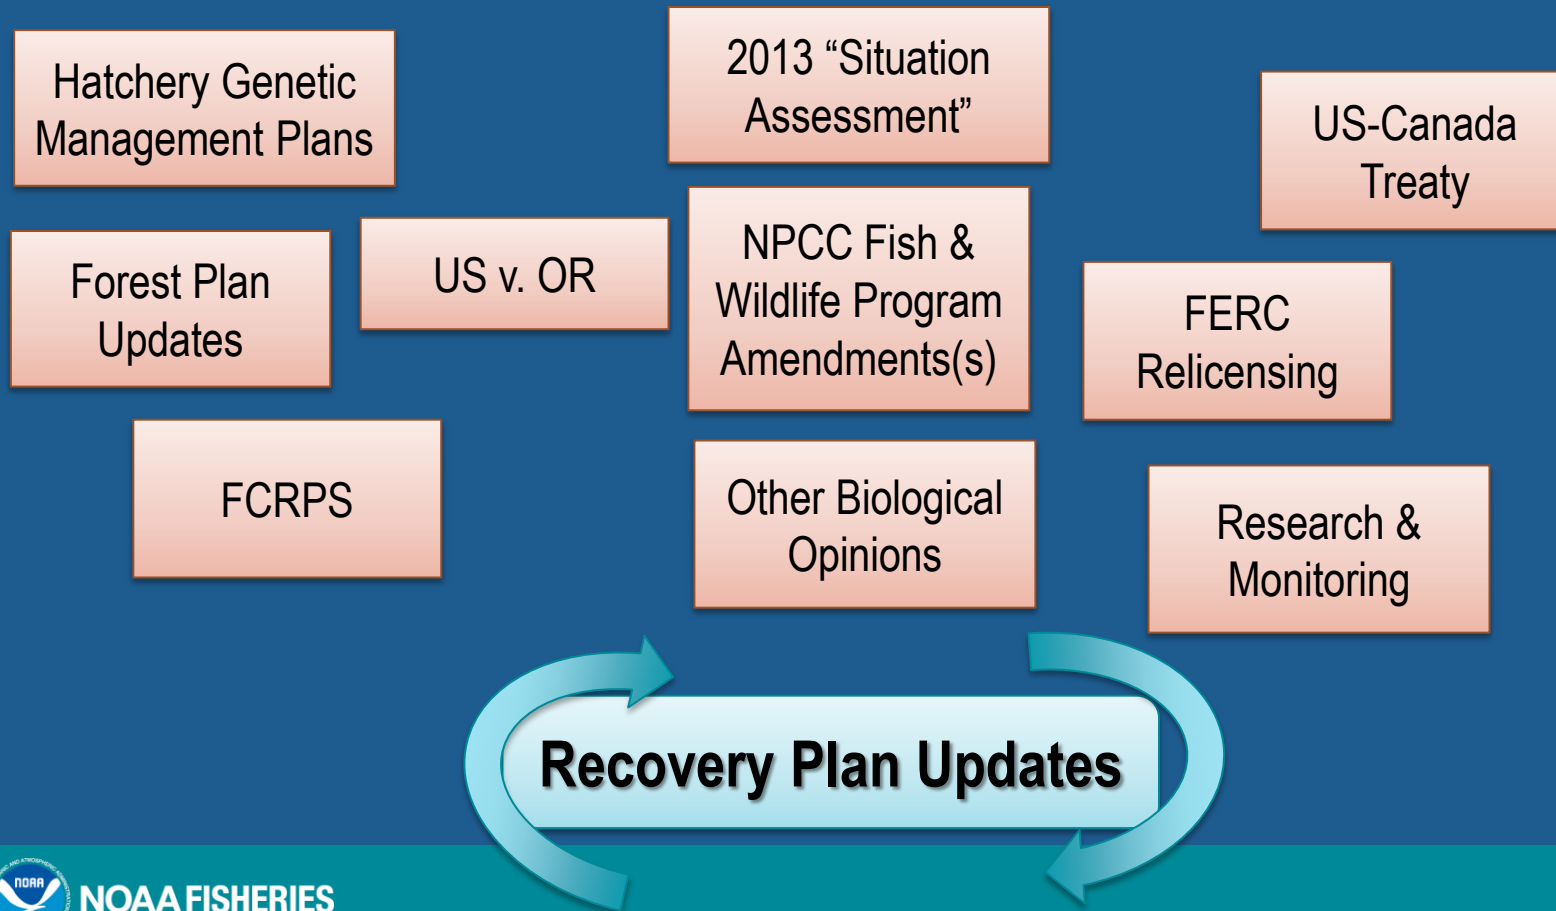 Hatchery Genetic
Management Plans
2013 “Situation
Assessment”
US-Canada
Treaty
Forest Plan
Updates
US v. OR
NPCC Fish &
Wildlife Program
Amendments(s)
FERC
Relicensing
FCRPS
Other Biological
Opinions
Research &
Monitoring
Recovery Plan Updates
NOAA
NOAA FISHERIES